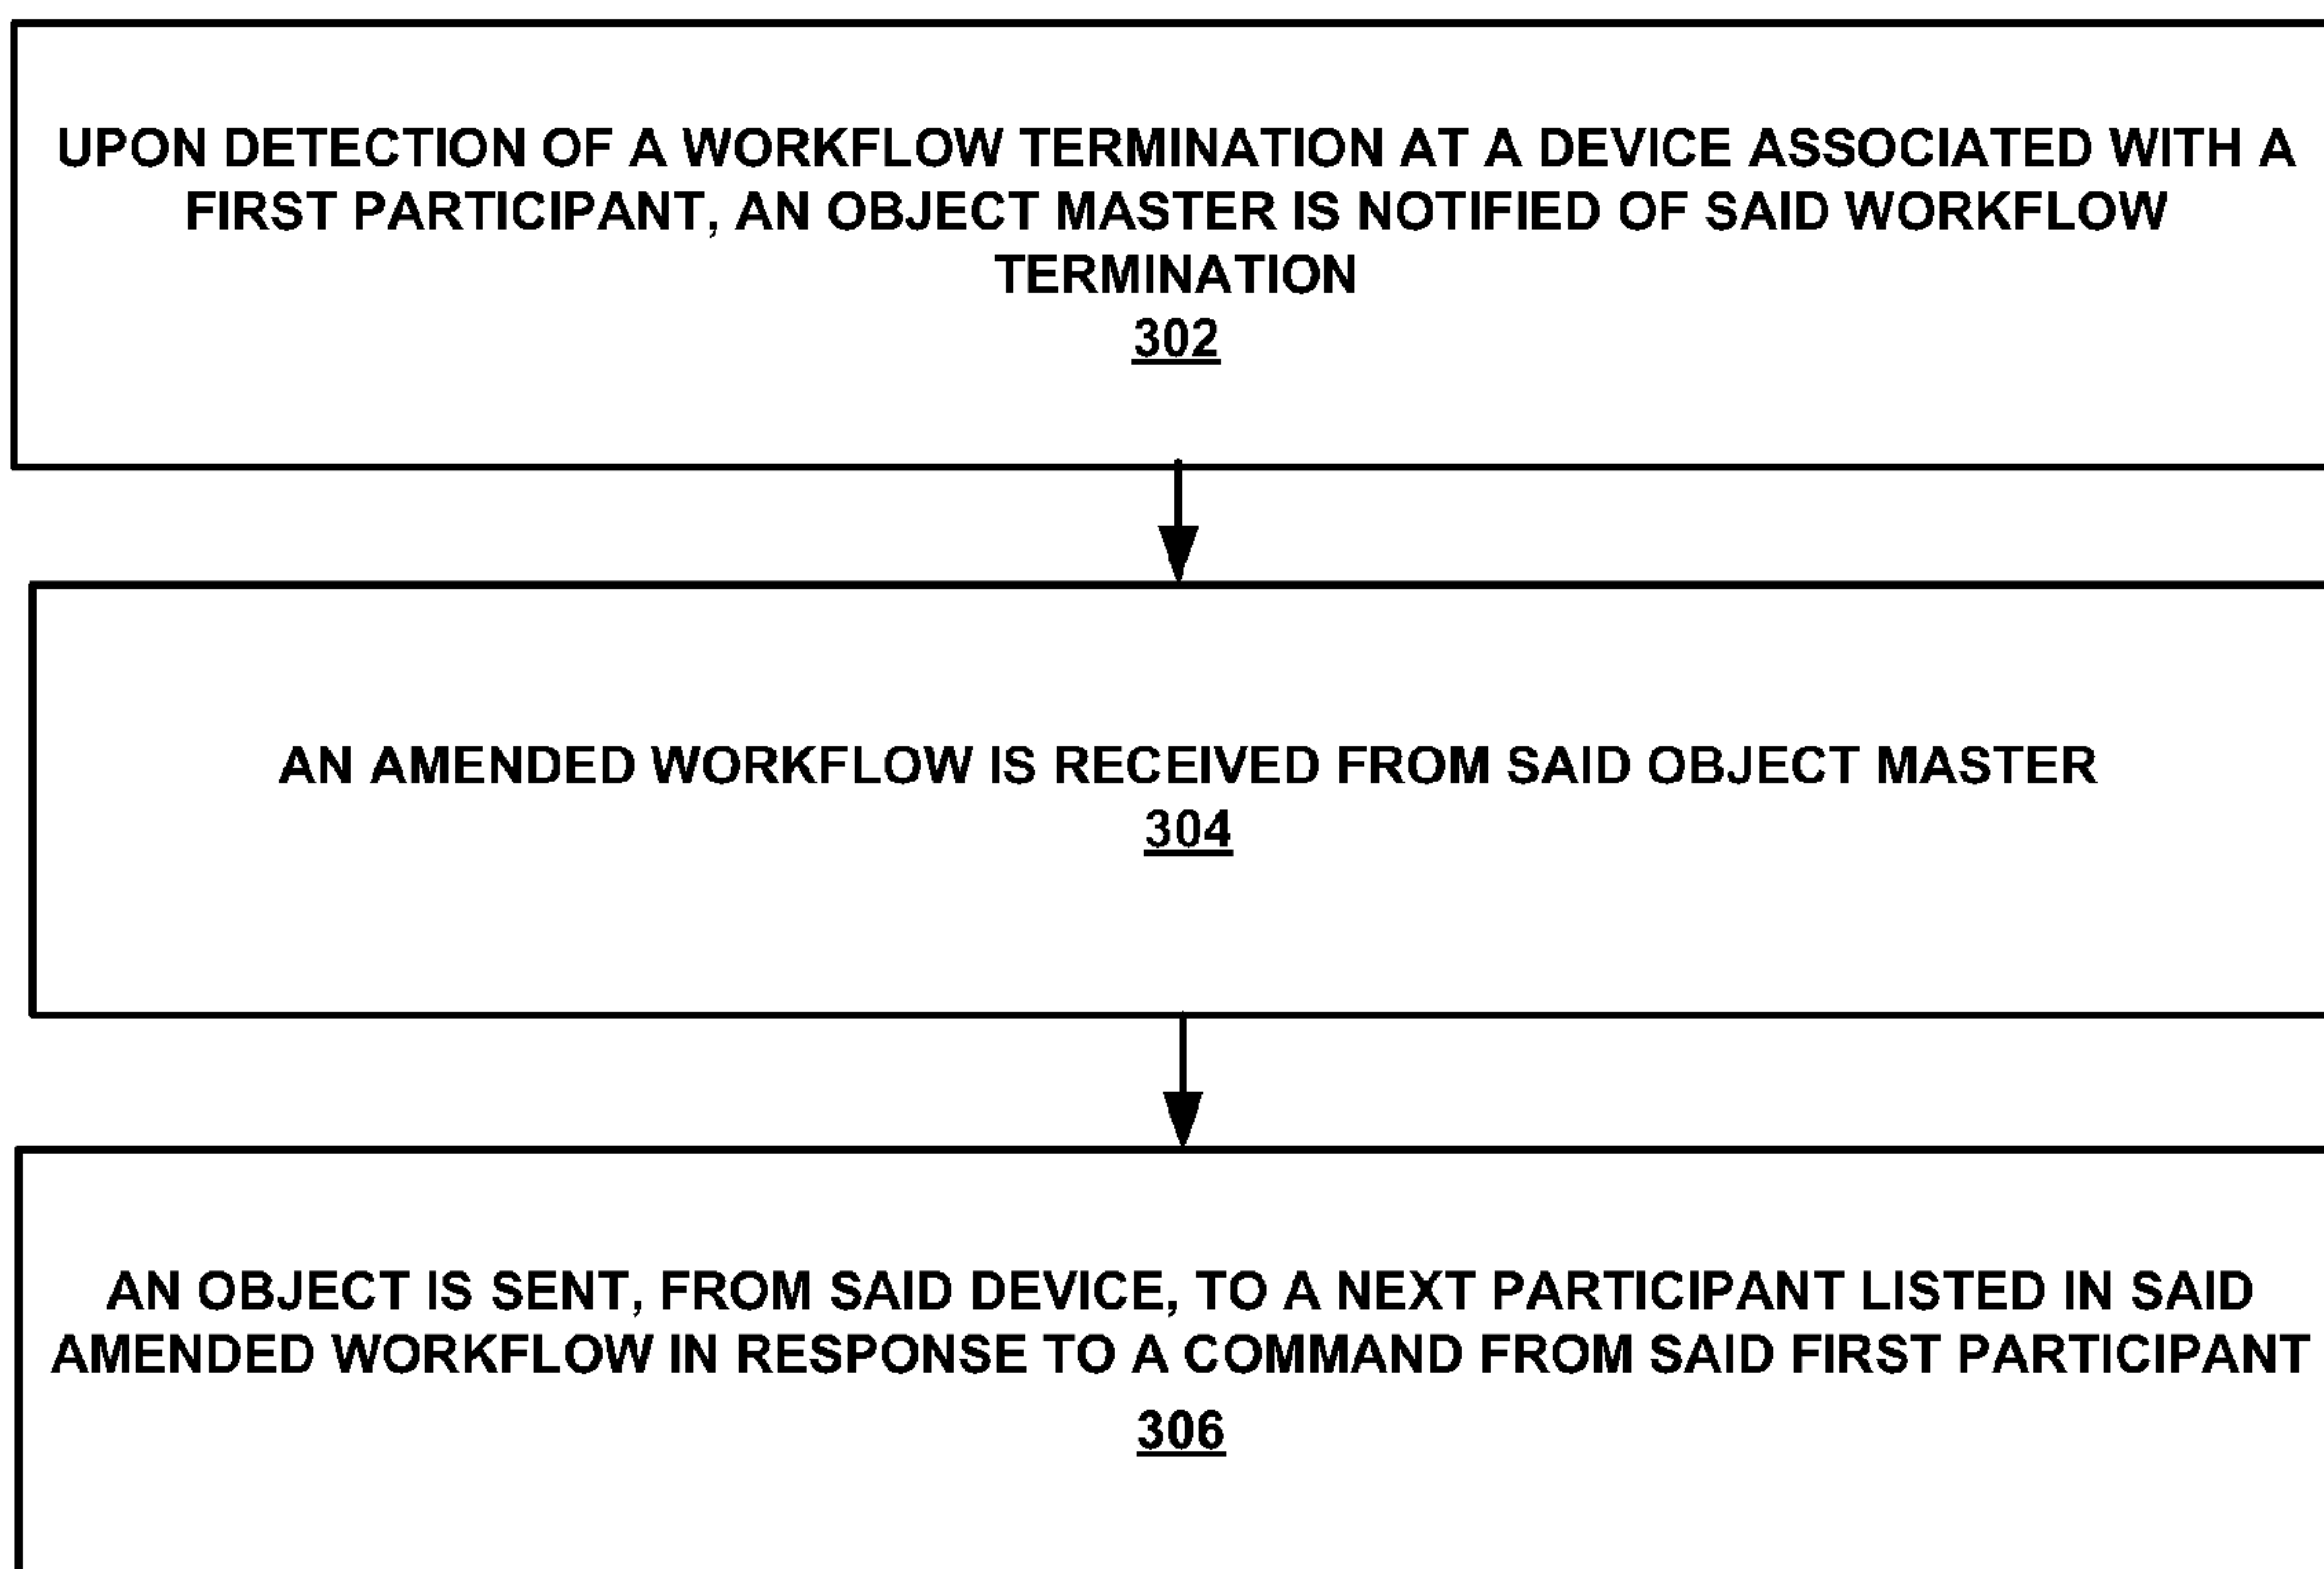 UPON DETECTION OF A WORKFLOW TERMINATION AT A DEVICE ASSOCIATED WITH A
FIRST PARTICIPANT, AN OBJECT MASTER IS NOTIFIED OF SAID WORKFLOW
TERMINATION
302
AN AMENDED WORKFLOW IS RECEIVED FROM SAID OBJECT MASTER
304
AN OBJECT IS SENT, FROM SAID DEVICE, TO A NEXT PARTICIPANT LISTED IN SAID
AMENDED WORKFLOW IN RESPONSE TO A COMMAND FROM SAID FIRST PARTICIPANT
306